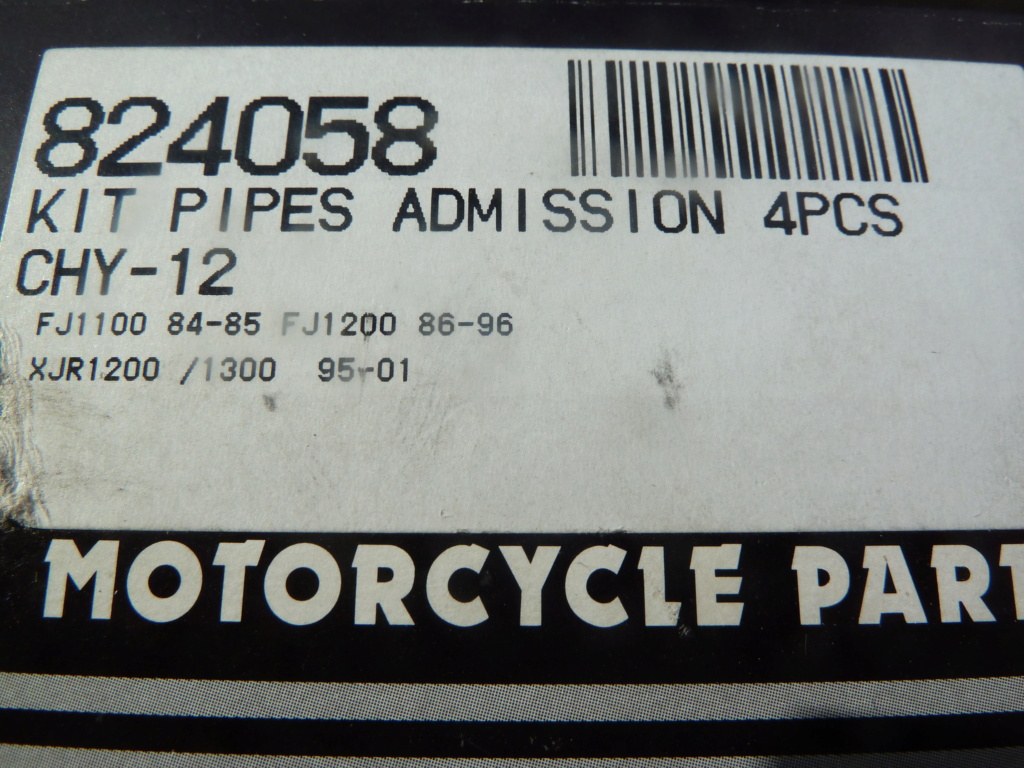 824058
KIT PIPES ADMISSION 4PCS
CHY-12
FJ1100 84-85 FJ1200 86-96
XJR1200 /1300 95-01
MOTORCYCLE PART